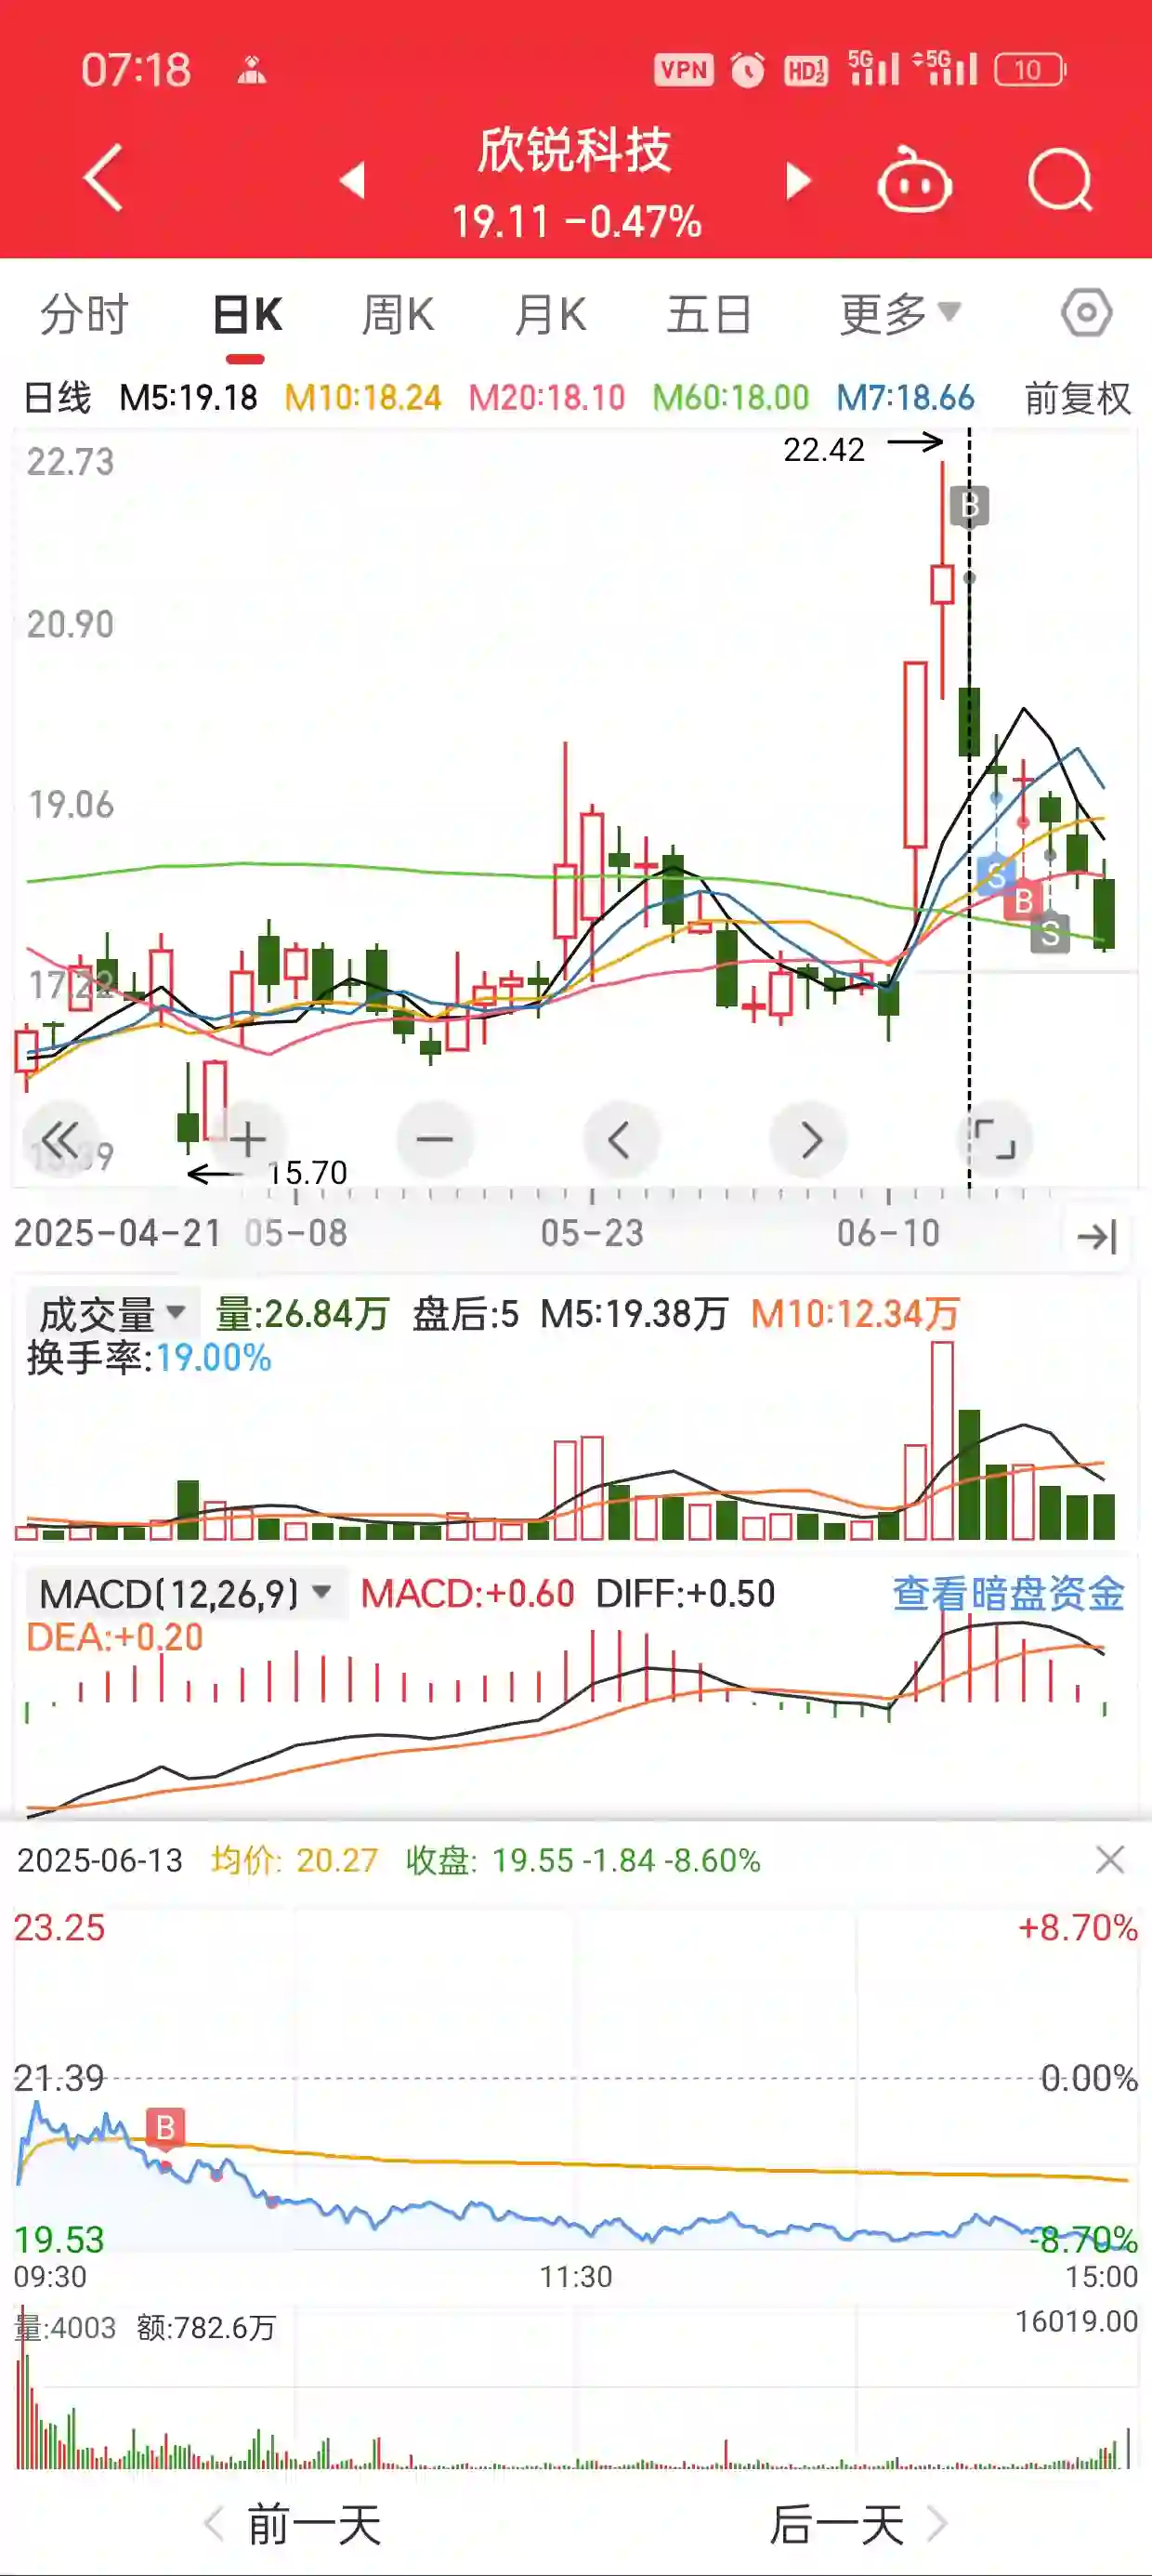 07:18 VPN HD12 5G 5G 10
欣锐科技
19.11 -0.47%
分时 日K 周K 月K 五日 更多
日线 M5:19.18 M10:18.24 M20:18.10 M60:18.00 M7:18.66 前复权
22.42
22.73
B
20.90
19.06
S
B
S
17.22
15.70
2025-04-21 05-08 05-23 06-10
成交量 量:26.84万 盘后:5 M5:19.38万 M10:12.34万
换手率:19.00%
MACD(12,26,9) MACD:+0.60 DIFF:+0.50 查看暗盘资金
DEA:+0.20
2025-06-13 均价: 20.27 收盘: 19.55 -1.84 -8.60%
23.25 +8.70%
21.39 0.00%
B
19.53 -8.70%
09:30 11:30 15:00
量:4003 额:782.6万 16019.00
前一天 后一天